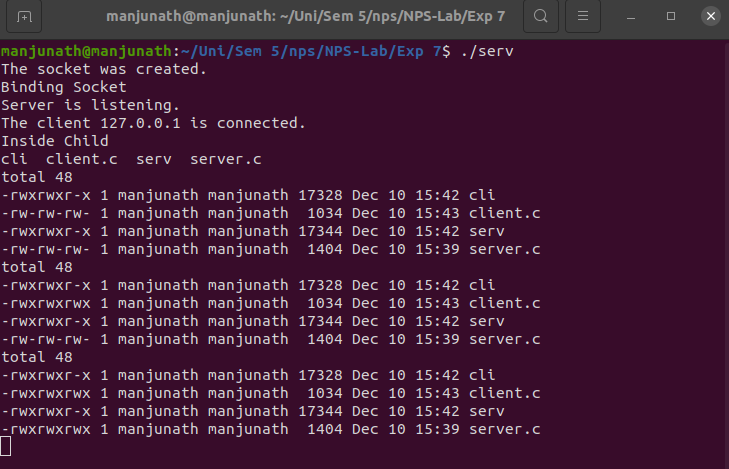 manjunath@manjunath: ~/Uni/Sem 5/nps/NPS-Lab/Exp 7
manjunath@manjunath:~/Uni/Sem 5/nps/NPS-Lab/Exp 7$ ./serv
The socket was created.
Binding Socket
Server is listening.
The client 127.0.0.1 is connected.
Inside Child
cli  client.c  serv  server.c
total 48
-rwxrwxr-x 1 manjunath manjunath 17328 Dec 10 15:42 cli
-rw-rw-rw- 1 manjunath manjunath  1034 Dec 10 15:43 client.c
-rwxrwxr-x 1 manjunath manjunath 17344 Dec 10 15:42 serv
-rw-rw-rw- 1 manjunath manjunath  1404 Dec 10 15:39 server.c
total 48
-rwxrwxr-x 1 manjunath manjunath 17328 Dec 10 15:42 cli
-rwxrwxrwx 1 manjunath manjunath  1034 Dec 10 15:43 client.c
-rwxrwxr-x 1 manjunath manjunath 17344 Dec 10 15:42 serv
-rw-rw-rw- 1 manjunath manjunath  1404 Dec 10 15:39 server.c
total 48
-rwxrwxr-x 1 manjunath manjunath 17328 Dec 10 15:42 cli
-rwxrwxrwx 1 manjunath manjunath  1034 Dec 10 15:43 client.c
-rwxrwxr-x 1 manjunath manjunath 17344 Dec 10 15:42 serv
-rwxrwxrwx 1 manjunath manjunath  1404 Dec 10 15:39 server.c